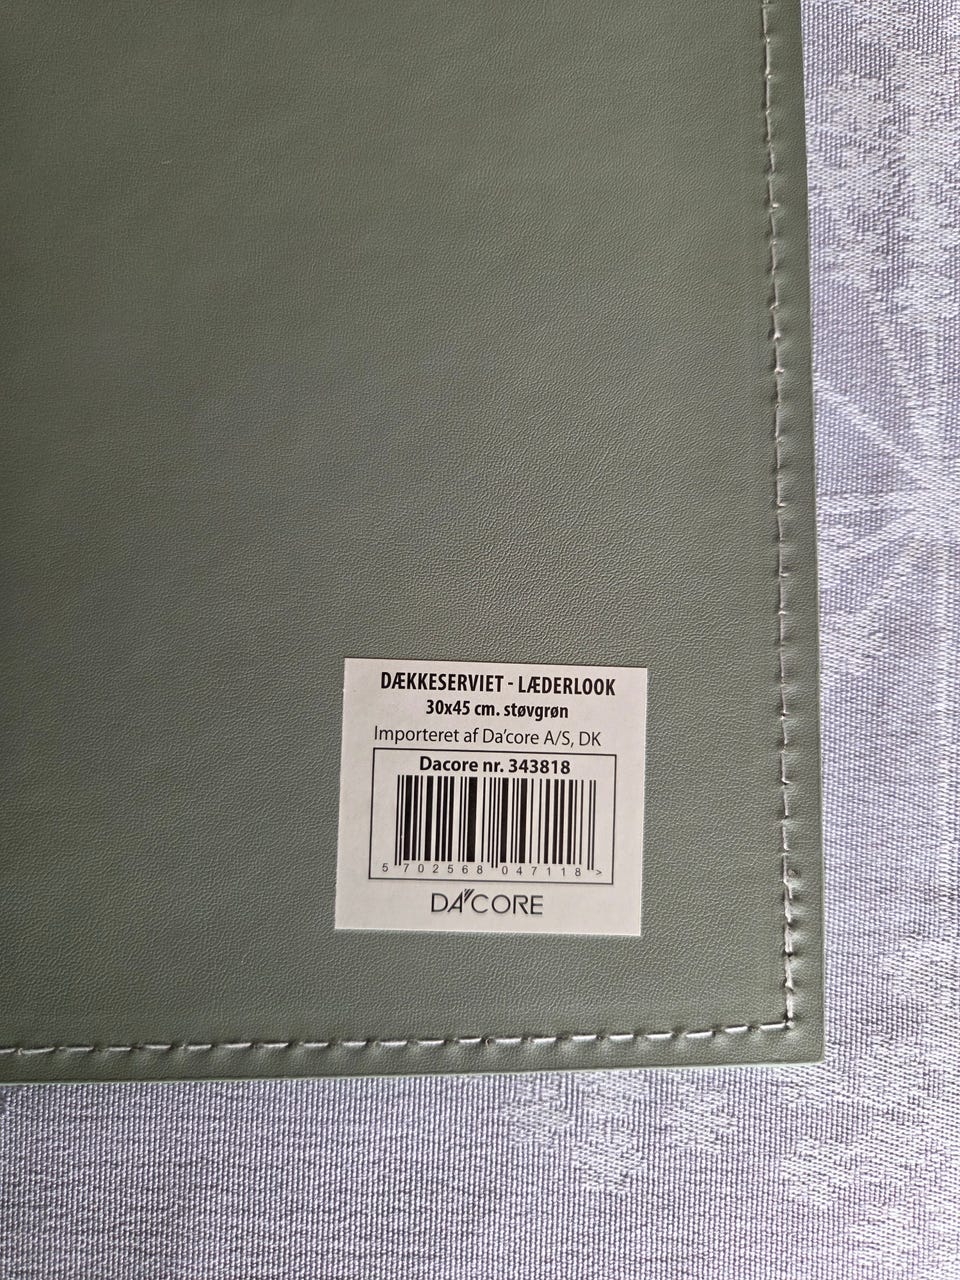 DÆKKESERVIET - LÆDERLOOK
30x45 cm. støvgrøn
Importeret af Da'core A/S, DK
Dacore nr. 343818
5 702568 047118 >
DA'CORE